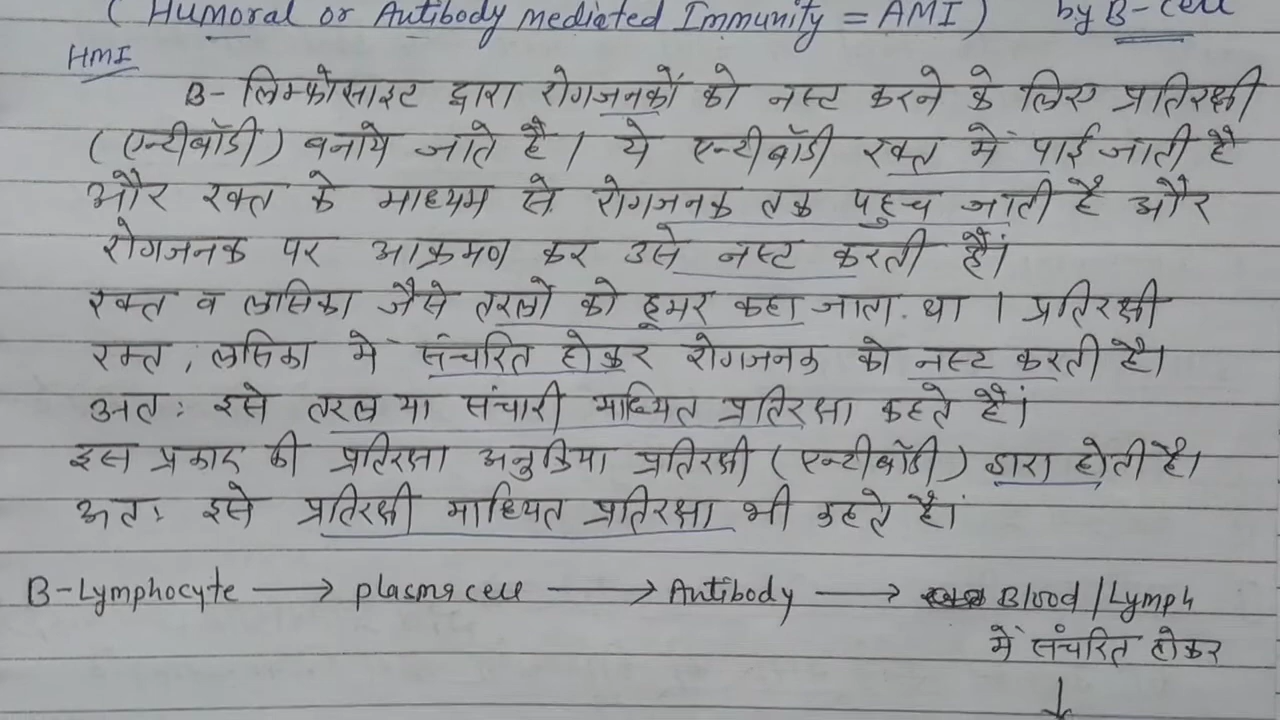 ( Humoral or Antibody mediated Immunity = AMI ) by B-cell
HMI
B- लिम्फोसाइट द्वारा रोगजनकों को नस्ट करने के लिए प्रतिरक्षी
(एन्टीबॉडी) बनाये जाते है। ये एन्टीबॉडी रक्त में पाई जाती है
और रक्त के माध्यम से रोगजनक तक पहुच जाती है और
रोगजनक पर आक्रमण कर उसे नस्ट करती हैं।
रक्त व लासिका जैसे तरलो को हूमर कहा जाता था । प्रतिरक्षी
रक्त, लसिका में संचरित होकर रोगजनक को नस्ट करती है।
अत: इसे तरल या संचारी माध्यित प्रतिरक्षा कहते हैं।
इस प्रकार की प्रतिरक्षा अनुक्रिया प्रतिरक्षी (एन्टीबॉडी) द्वारा होती है।
अत: इसे प्रतिरक्षी माध्यित प्रतिरक्षा भी कहते हैं।
B-Lymphocyte → plasma cell → Antibody → Blood/Lymph
में संचरित होकर
↓